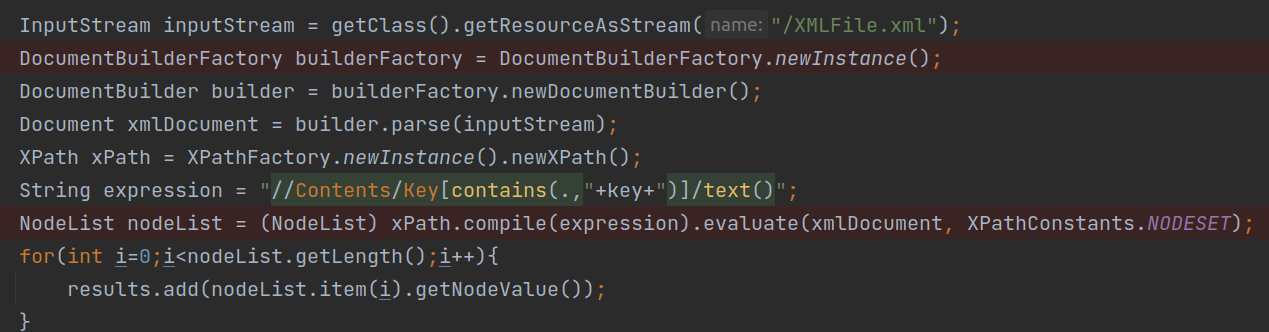 InputStream inputStream = getClass().getResourceAsStream( name: "/XMLFile.xml");
DocumentBuilderFactory builderFactory = DocumentBuilderFactory.newInstance();
DocumentBuilder builder = builderFactory.newDocumentBuilder();
Document xmlDocument = builder.parse(inputStream);
XPath xPath = XPathFactory.newInstance().newXPath();
String expression = "//Contents/Key[contains(.,"+key+")]/text()";
NodeList nodeList = (NodeList) xPath.compile(expression).evaluate(xmlDocument, XPathConstants.NODESET);
for(int i=0;i<nodeList.getLength();i++){
    results.add(nodeList.item(i).getNodeValue());
}